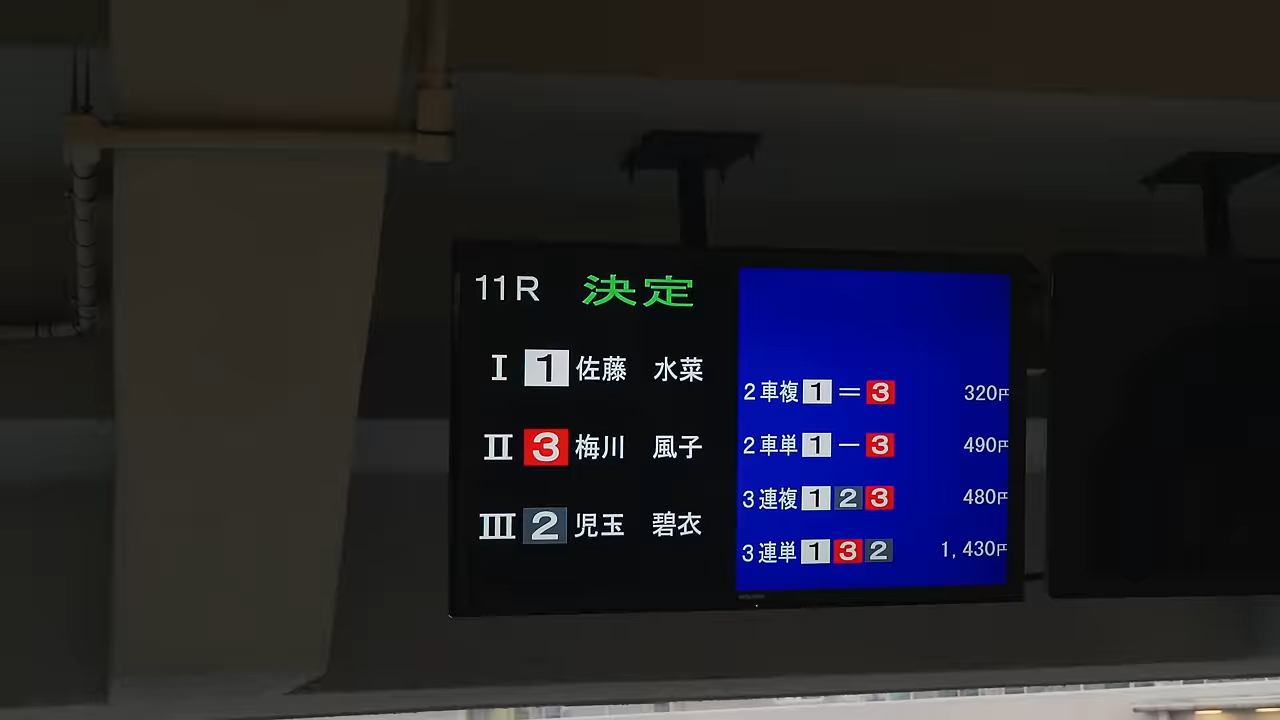 11R 決定
I 1 佐藤 水菜
II 3 梅川 風子
III 2 児玉 碧衣
2車複 1 = 3 320円
2車単 1 - 3 490円
3連複 1 2 3 480円
3連単 1 3 2 1,430円